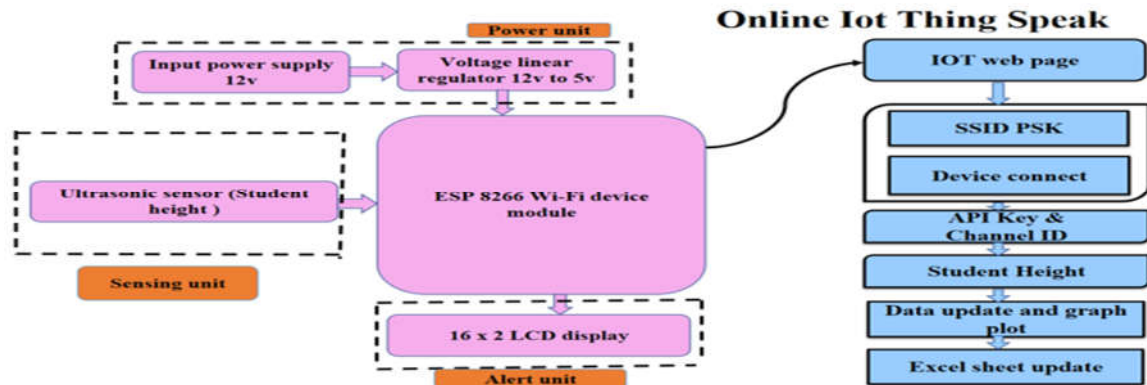 Online Iot Thing Speak
Power unit
Input power supply
12v
Voltage linear
regulator 12v to 5v
Ultrasonic sensor (Student
height )
Sensing unit
ESP 8266 Wi-Fi device
module
16 x 2 LCD display
Alert unit
IOT web page
SSID PSK
Device connect
API Key &
Channel ID
Student Height
Data update and graph
plot
Excel sheet update